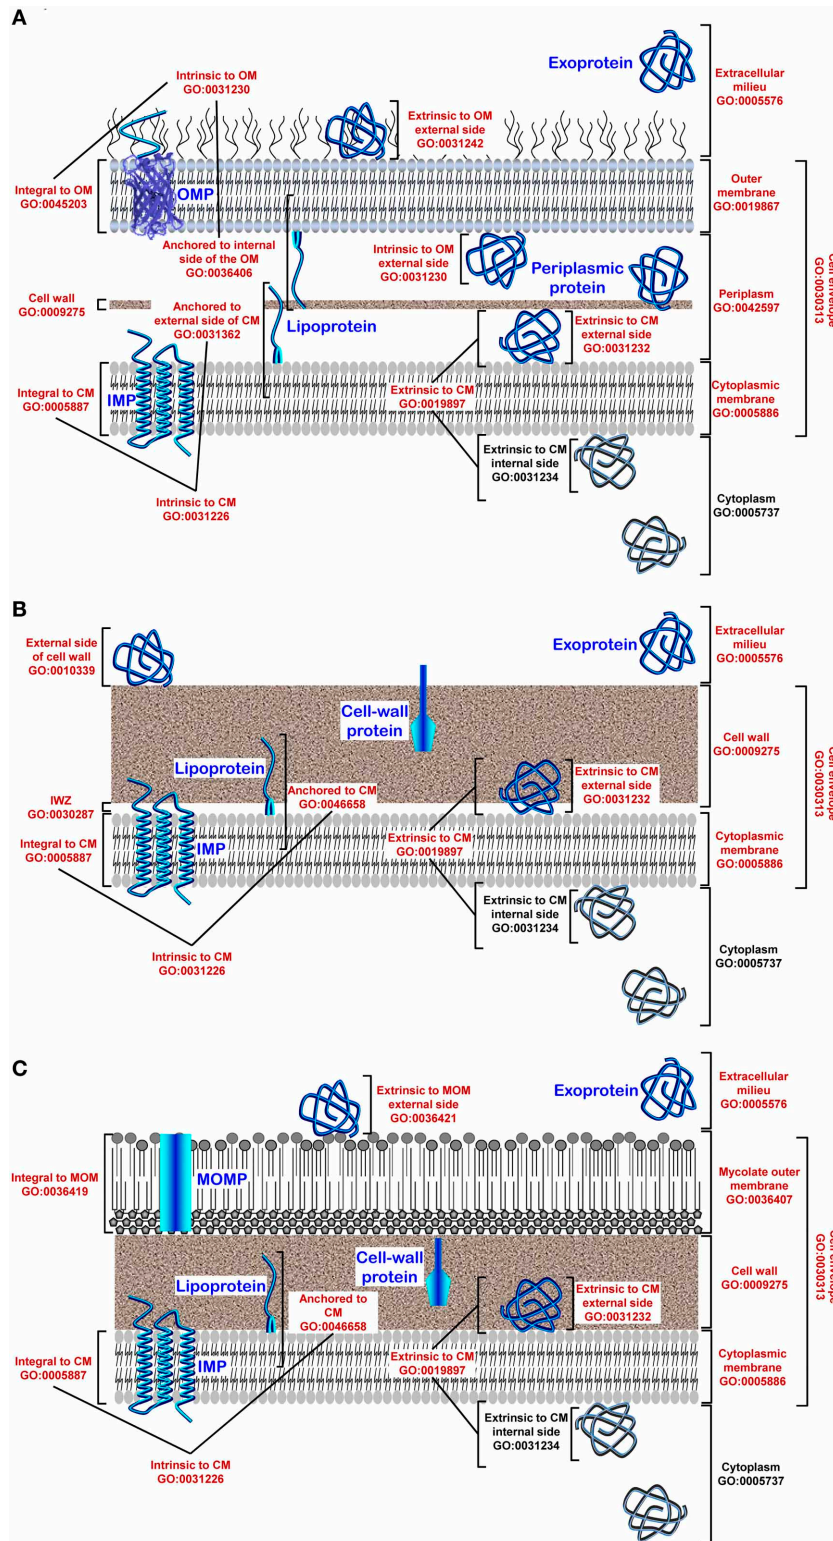 A
Exoprotein
Extracellular
milieu
GO:0005576
Intrinsic to OM
GO:0031230
Extrinsic to OM
external side
GO:0031242
Integral to OM
GO:0045203
OMP
Outer
membrane
GO:0019867
Anchored to internal
side of the OM
GO:0036406
Intrinsic to OM
external side
GO:0031230
Periplasmic
protein
Cell envelope
GO:0030313
Cell wall
GO:0009275
Anchored to
external side of CM
GO:0031362
Lipoprotein
Extrinsic to CM
external side
GO:0031232
Periplasm
GO:0042597
Integral to CM
GO:0005887
IMP
Extrinsic to CM
GO:0019897
Cytoplasmic
membrane
GO:0005886
Extrinsic to CM
internal side
GO:0031234
Intrinsic to CM
GO:0031226
Cytoplasm
GO:0005737
B
External side
of cell wall
GO:0010339
Exoprotein
Extracellular
milieu
GO:0005576
Cell-wall
protein
Cell wall
GO:0009275
Cell envelope
GO:0030313
Lipoprotein
IWZ
GO:0030287
Anchored to CM
GO:0046658
Extrinsic to CM
external side
GO:0031232
Integral to CM
GO:0005887
IMP
Extrinsic to CM
GO:0019897
Cytoplasmic
membrane
GO:0005886
Extrinsic to CM
internal side
GO:0031234
Intrinsic to CM
GO:0031226
Cytoplasm
GO:0005737
C
Extrinsic to MOM
external side
GO:0036421
Exoprotein
Extracellular
milieu
GO:0005576
Integral to MOM
GO:0036419
MOMP
Mycolate outer
membrane
GO:0036407
Cell envelope
GO:0030313
Lipoprotein
Cell-wall
protein
Cell wall
GO:0009275
Anchored to
CM
GO:0046658
Extrinsic to CM
external side
GO:0031232
Integral to CM
GO:0005887
IMP
Extrinsic to CM
GO:0019897
Cytoplasmic
membrane
GO:0005886
Extrinsic to CM
internal side
GO:0031234
Intrinsic to CM
GO:0031226
Cytoplasm
GO:0005737